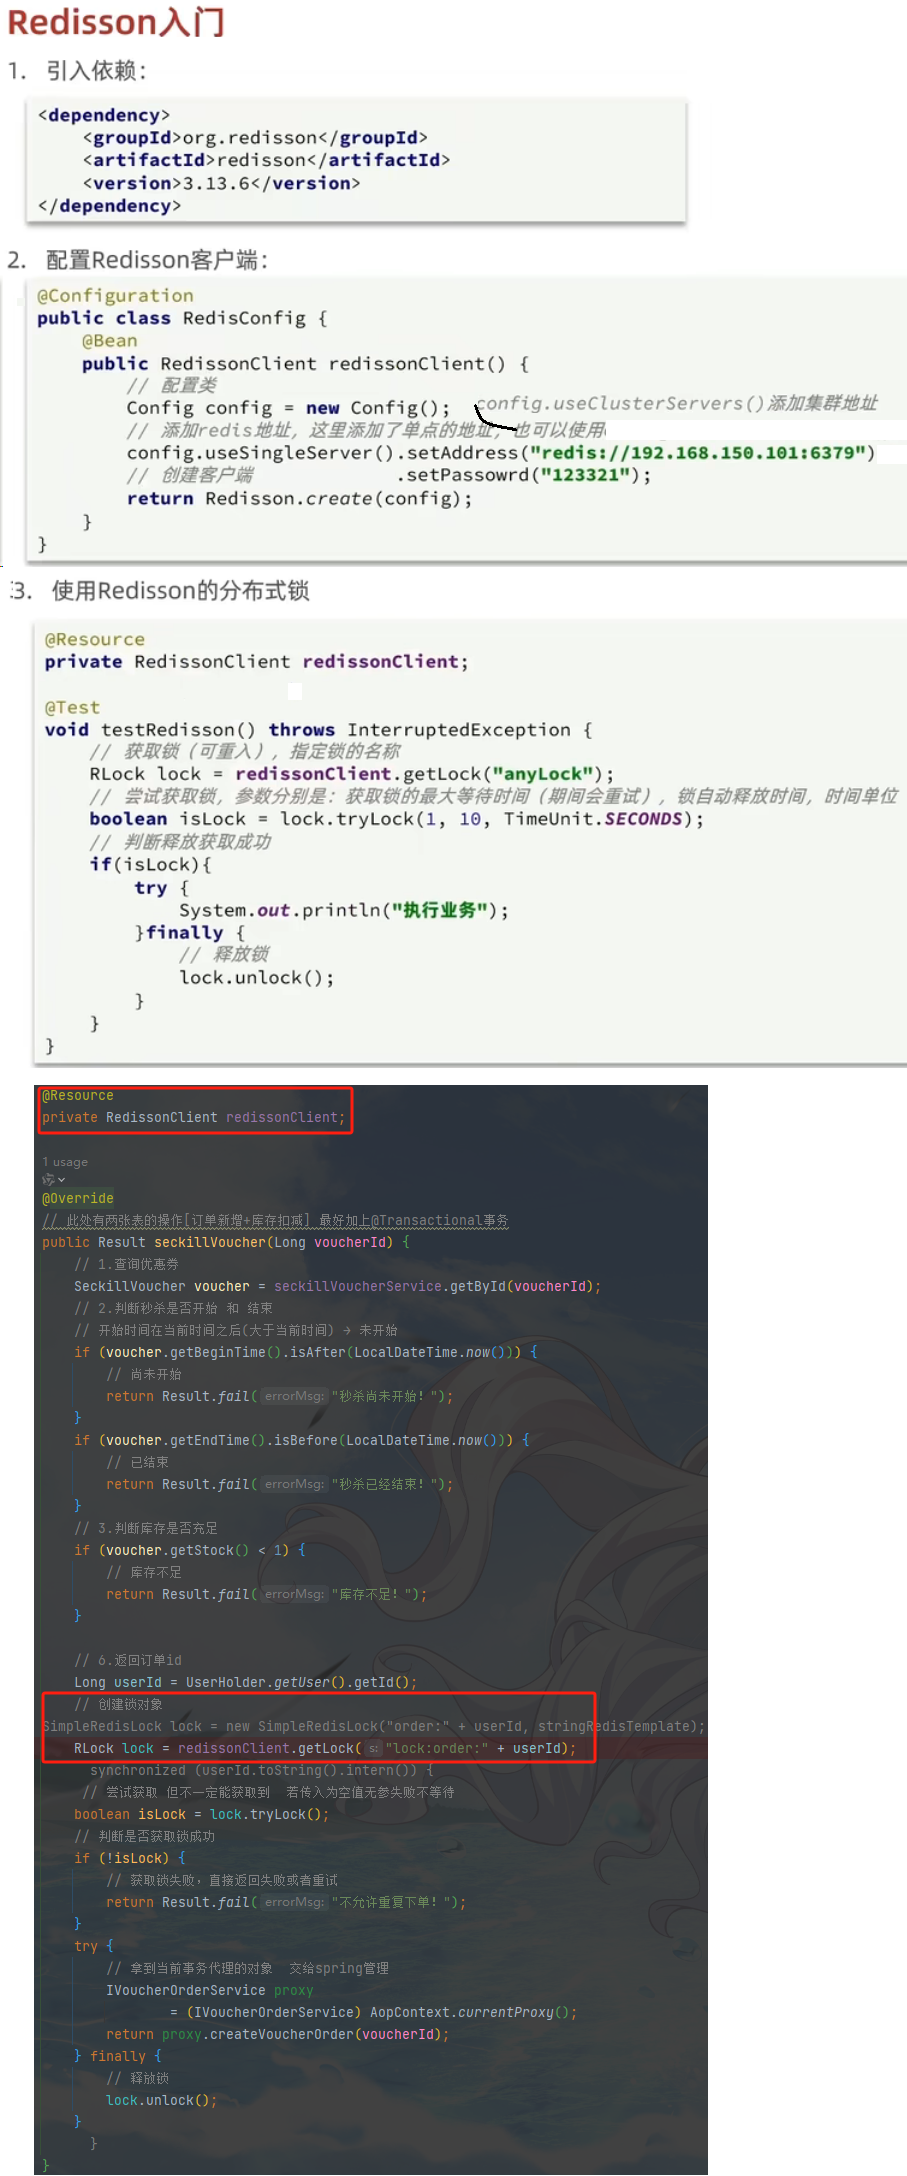 Redisson入门
1. 引入依赖：
<dependency>
    <groupId>org.redisson</groupId>
    <artifactId>redisson</artifactId>
    <version>3.13.6</version>
</dependency>
2. 配置Redisson客户端：
@Configuration
public class RedisConfig {
    @Bean
    public RedissonClient redissonClient() {
        // 配置类
        Config config = new Config();  config.useClusterServers()添加集群地址
        // 添加redis地址，这里添加了单点的地址，也可以使用
        config.useSingleServer().setAddress("redis://192.168.150.101:6379")
        // 创建客户端             .setPassowrd("123321");
        return Redisson.create(config);
    }
}
3. 使用Redisson的分布式锁
@Resource
private RedissonClient redissonClient;
@Test
void testRedisson() throws InterruptedException {
    // 获取锁（可重入），指定锁的名称
    RLock lock = redissonClient.getLock("anyLock");
    // 尝试获取锁，参数分别是：获取锁的最大等待时间（期间会重试），锁自动释放时间，时间单位
    boolean isLock = lock.tryLock(1, 10, TimeUnit.SECONDS);
    // 判断释放获取成功
    if(isLock){
        try {
            System.out.println("执行业务");
        }finally {
            // 释放锁
            lock.unlock();
        }
    }
}
@Resource
private RedissonClient redissonClient;
1 usage
@Override
// 此处有两张表的操作[订单新增+库存扣减] 最好加上@Transactional事务
public Result seckillVoucher(Long voucherId) {
    // 1.查询优惠券
    SeckillVoucher voucher = seckillVoucherService.getById(voucherId);
    // 2.判断秒杀是否开始 和 结束
    // 开始时间在当前时间之后(大于当前时间) → 未开始
    if (voucher.getBeginTime().isAfter(LocalDateTime.now())) {
        // 尚未开始
        return Result.fail( errorMsg: "秒杀尚未开始！");
    }
    if (voucher.getEndTime().isBefore(LocalDateTime.now())) {
        // 已结束
        return Result.fail( errorMsg: "秒杀已经结束！");
    }
    // 3.判断库存是否充足
    if (voucher.getStock() < 1) {
        // 库存不足
        return Result.fail( errorMsg: "库存不足！");
    }
    // 6.返回订单id
    Long userId = UserHolder.getUser().getId();
    // 创建锁对象
SimpleRedisLock lock = new SimpleRedisLock("order:" + userId, stringRedisTemplate);
    RLock lock = redissonClient.getLock( s: "lock:order:" + userId);
      synchronized (userId.toString().intern()) {
     // 尝试获取 但不一定能获取到  若传入为空值无参失败不等待
    boolean isLock = lock.tryLock();
    // 判断是否获取锁成功
    if (!isLock) {
        // 获取锁失败，直接返回失败或者重试
        return Result.fail( errorMsg: "不允许重复下单！");
    }
    try {
        // 拿到当前事务代理的对象  交给spring管理
        IVoucherOrderService proxy
                = (IVoucherOrderService) AopContext.currentProxy();
        return proxy.createVoucherOrder(voucherId);
    } finally {
        // 释放锁
        lock.unlock();
    }
      }
}